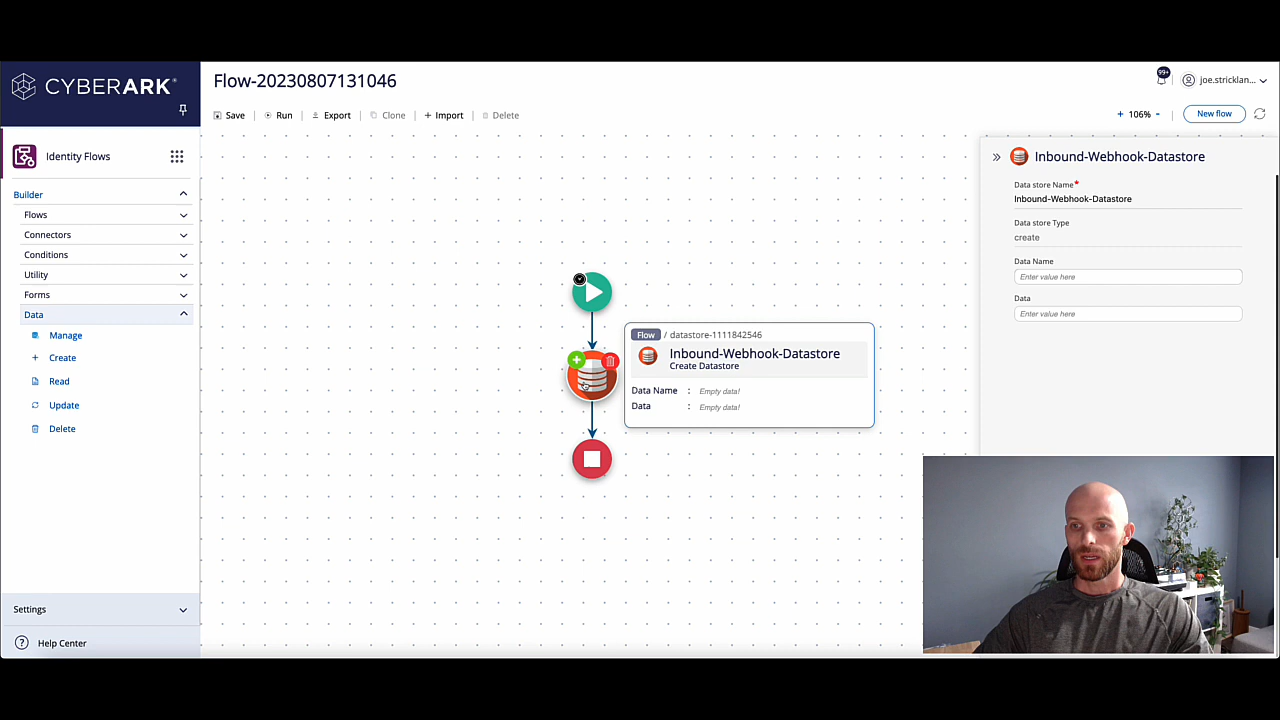 CYBERARK®
Flow-20230807131046
99+
joe.stricklan...
Save
Run
Export
Clone
+ Import
Delete
+ 106% -
New flow
Identity Flows
Builder
Flows
Connectors
Conditions
Utility
Forms
Data
Manage
Create
Read
Update
Delete
Settings
Help Center
Flow / datastore-1111842546
Inbound-Webhook-Datastore
Create Datastore
Data Name : Empty data!
Data : Empty data!
Inbound-Webhook-Datastore
Data store Name*
Inbound-Webhook-Datastore
Data store Type
create
Data Name
Enter value here
Data
Enter value here